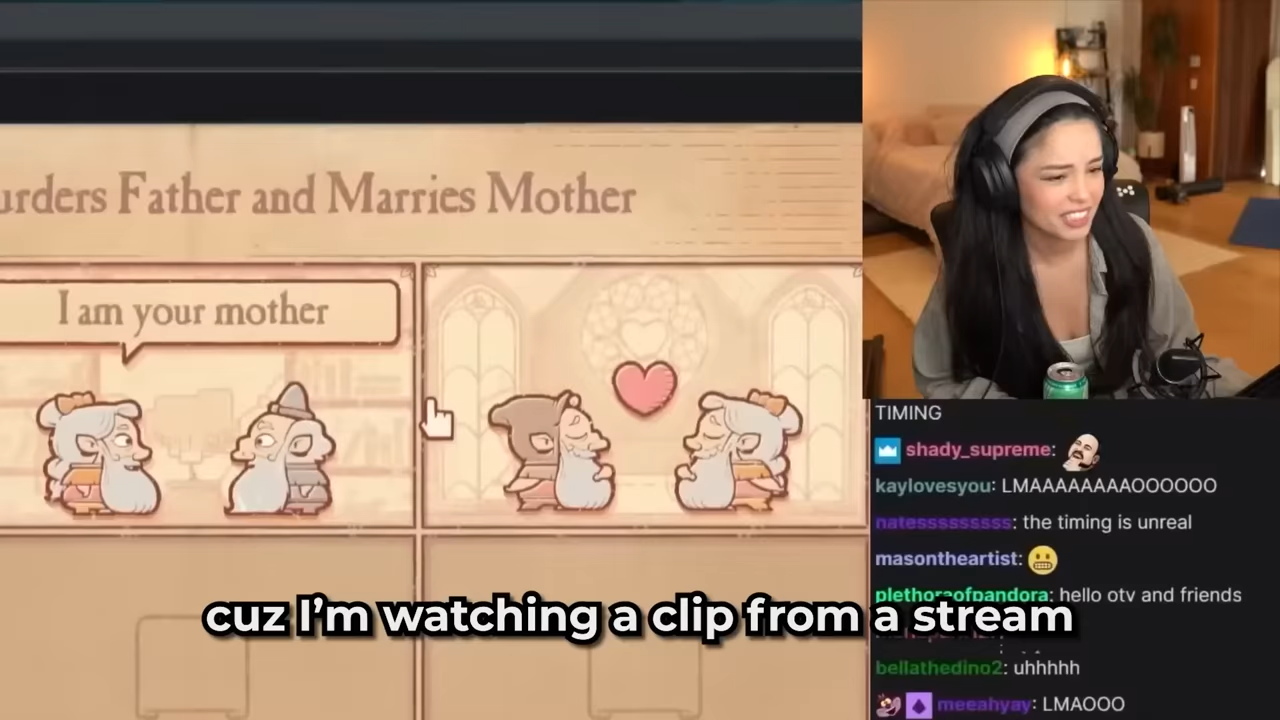 urders Father and Marries Mother
I am your mother
cuz I'm watching a clip from a stream
TIMING
shady_supreme:
kaylovesyou: LMAAAAAAAAOOOOOO
natesssssssss: the timing is unreal
masontheartist:
plethoraofpandora: hello otv and friends
bellathedino2: uhhhhh
meeahyay: LMAOOO